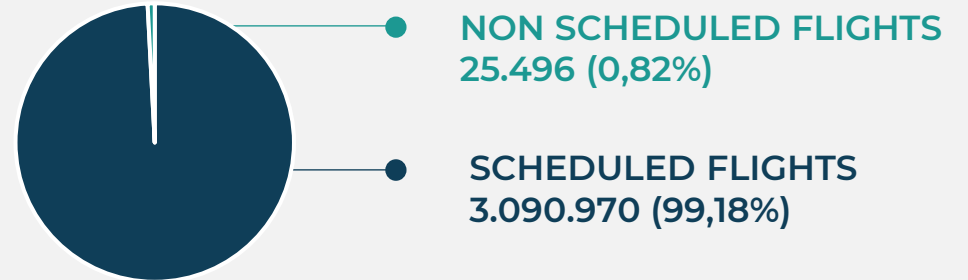 NON SCHEDULED FLIGHTS
25.496 (0,82%)
SCHEDULED FLIGHTS
3.090.970 (99,18%)